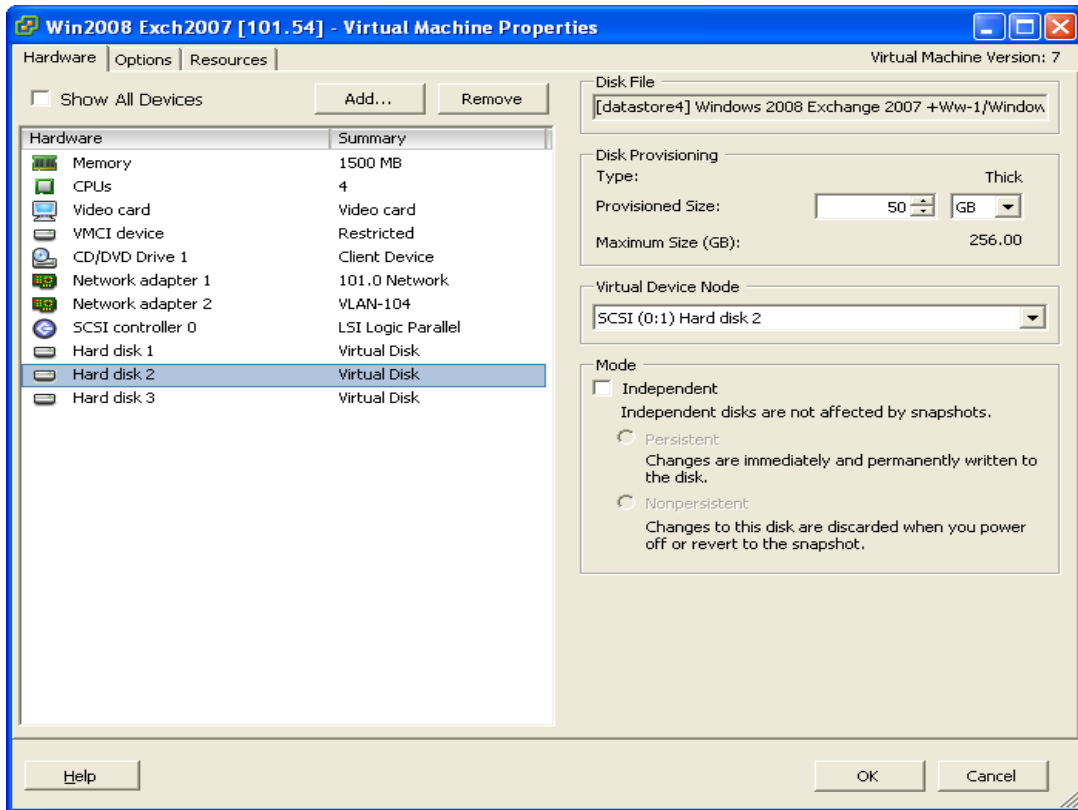 Win2008 Exch2007 [101.54] - Virtual Machine Properties
Hardware Options Resources Virtual Machine Version: 7
Show All Devices Add... Remove
Hardware Summary
Memory 1500 MB
CPUs 4
Video card Video card
VMCI device Restricted
CD/DVD Drive 1 Client Device
Network adapter 1 101.0 Network
Network adapter 2 VLAN-104
SCSI controller 0 LSI Logic Parallel
Hard disk 1 Virtual Disk
Hard disk 2 Virtual Disk
Hard disk 3 Virtual Disk
Disk File
[datastore4] Windows 2008 Exchange 2007 +Ww-1/Window
Disk Provisioning
Type: Thick
Provisioned Size: 50 GB
Maximum Size (GB): 256.00
Virtual Device Node
SCSI (0:1) Hard disk 2
Mode
Independent
Independent disks are not affected by snapshots.
Persistent
Changes are immediately and permanently written to
the disk.
Nonpersistent
Changes to this disk are discarded when you power
off or revert to the snapshot.
Help OK Cancel